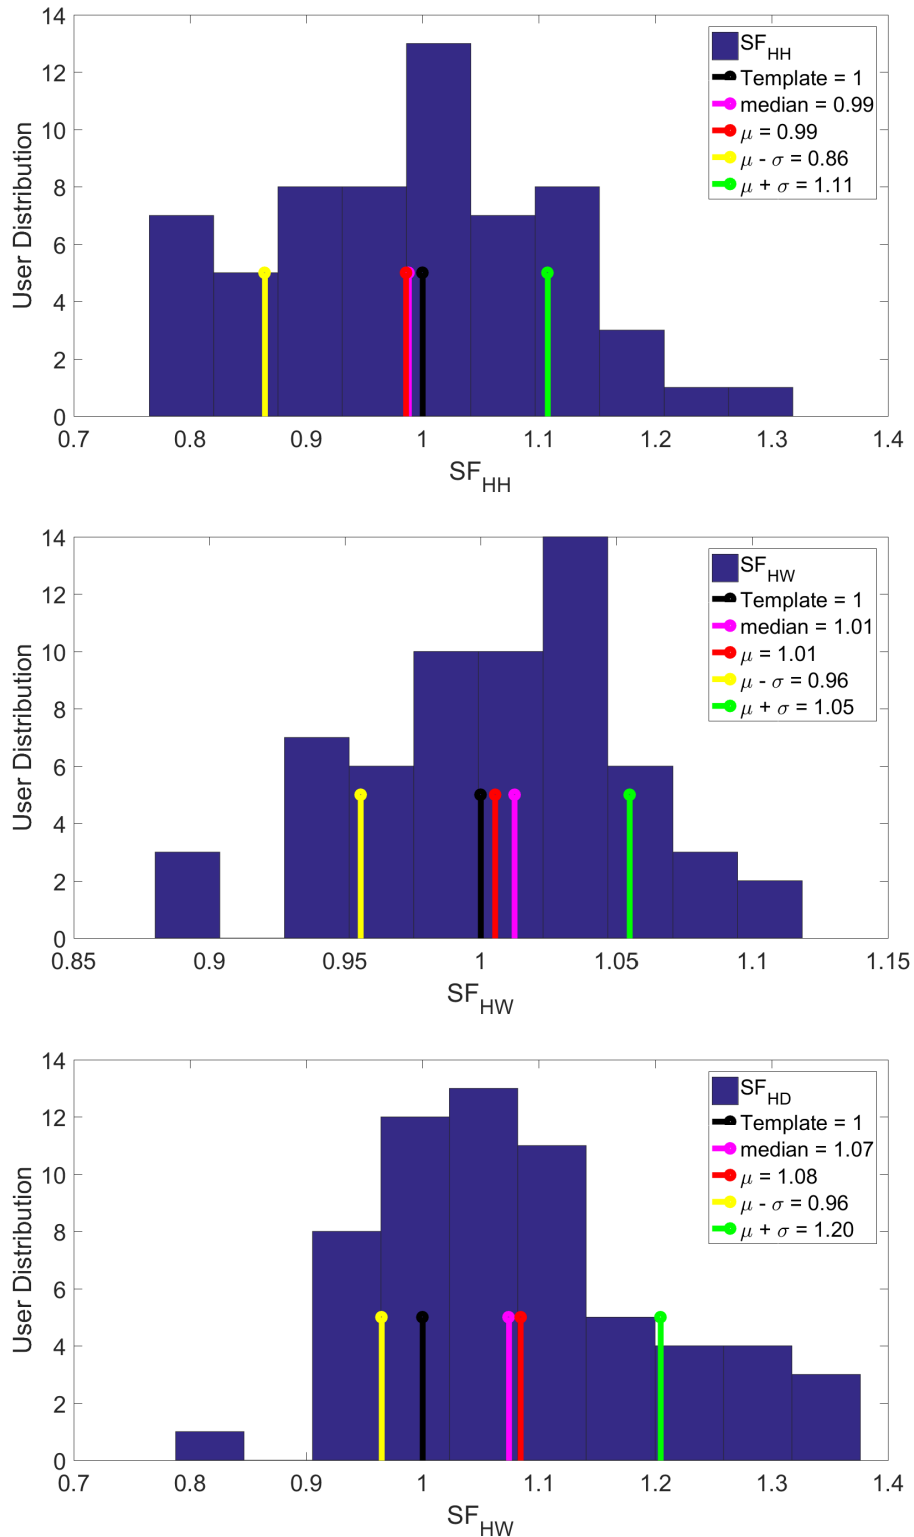 14
12
10
8
6
4
2
0
User Distribution
0.7 0.8 0.9 1 1.1 1.2 1.3 1.4
SF_HH
SF_HH
Template = 1
median = 0.99
μ = 0.99
μ - σ = 0.86
μ + σ = 1.11
14
12
10
8
6
4
2
0
User Distribution
0.85 0.9 0.95 1 1.05 1.1 1.15
SF_HW
SF_HW
Template = 1
median = 1.01
μ = 1.01
μ - σ = 0.96
μ + σ = 1.05
14
12
10
8
6
4
2
0
User Distribution
0.7 0.8 0.9 1 1.1 1.2 1.3 1.4
SF_HW
SF_HD
Template = 1
median = 1.07
μ = 1.08
μ - σ = 0.96
μ + σ = 1.20